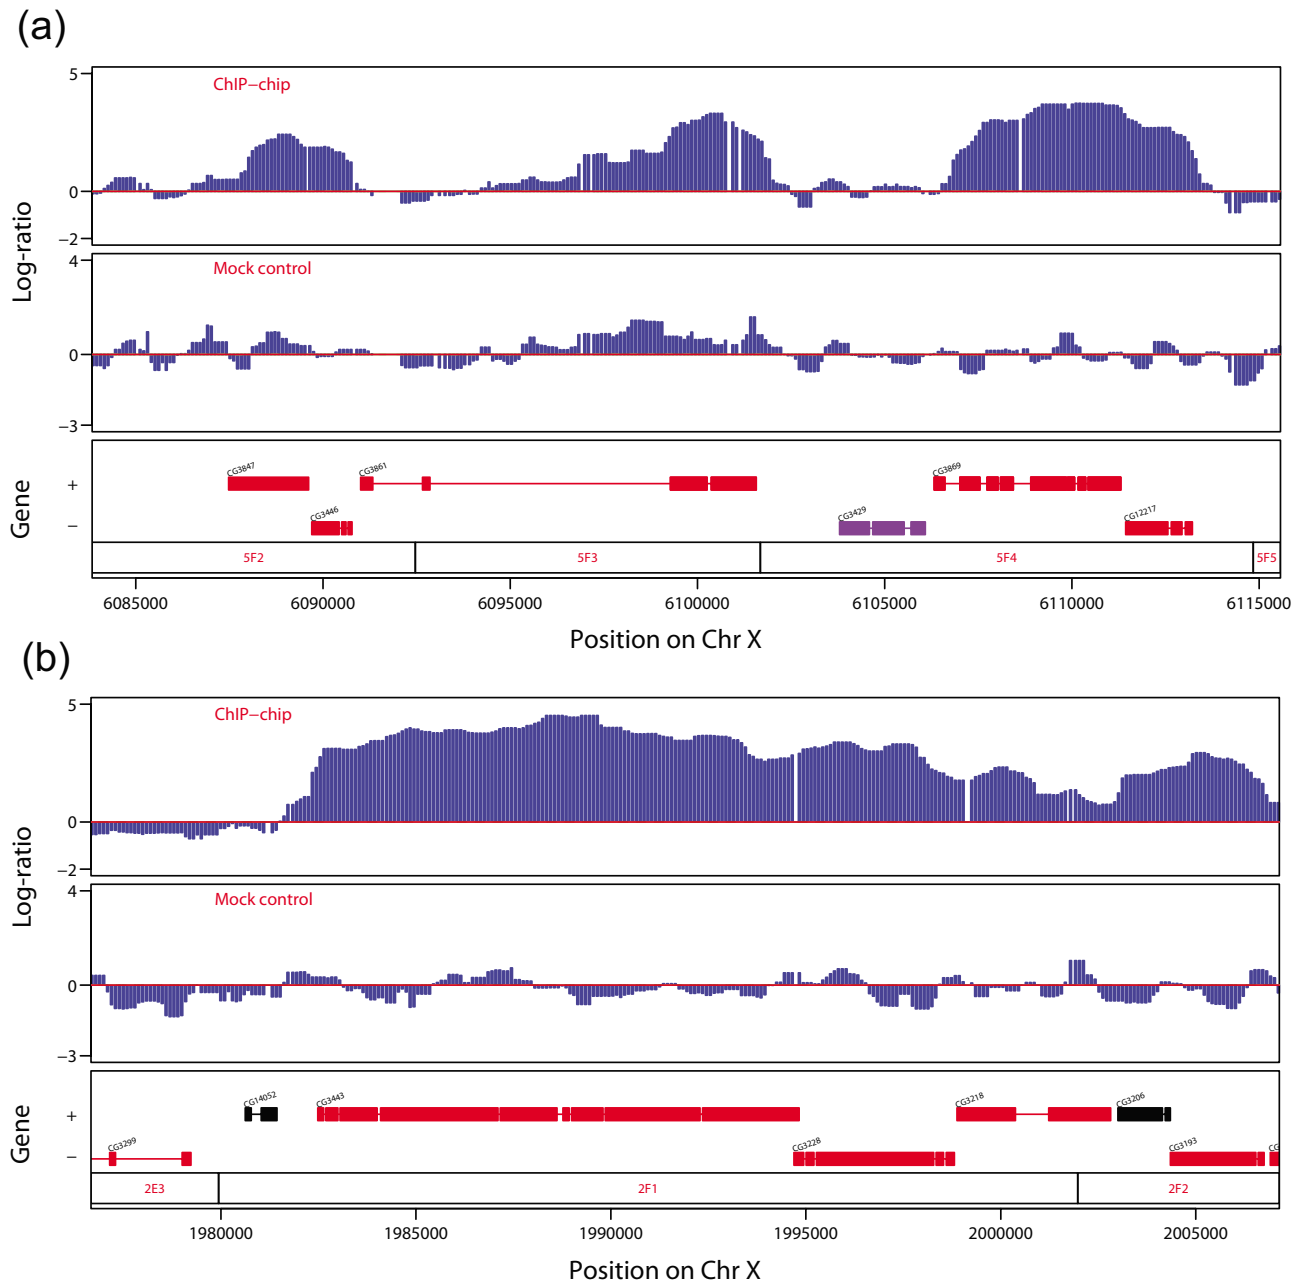 (a)
ChIP−chip
5
0
−2
Log-ratio
Mock control
4
0
−3
Gene
+
−
CG3847
CG3861
CG3869
CG3446
CG3429
CG12217
5F2
5F3
5F4
5F5
6085000
6090000
6095000
6100000
6105000
6110000
6115000
Position on Chr X
(b)
ChIP−chip
5
0
−2
Log-ratio
Mock control
4
0
−3
Gene
+
−
CG14052
CG3443
CG3218
CG3206
CG3299
CG3228
CG3193
CG
2E3
2F1
2F2
1980000
1985000
1990000
1995000
2000000
2005000
Position on Chr X